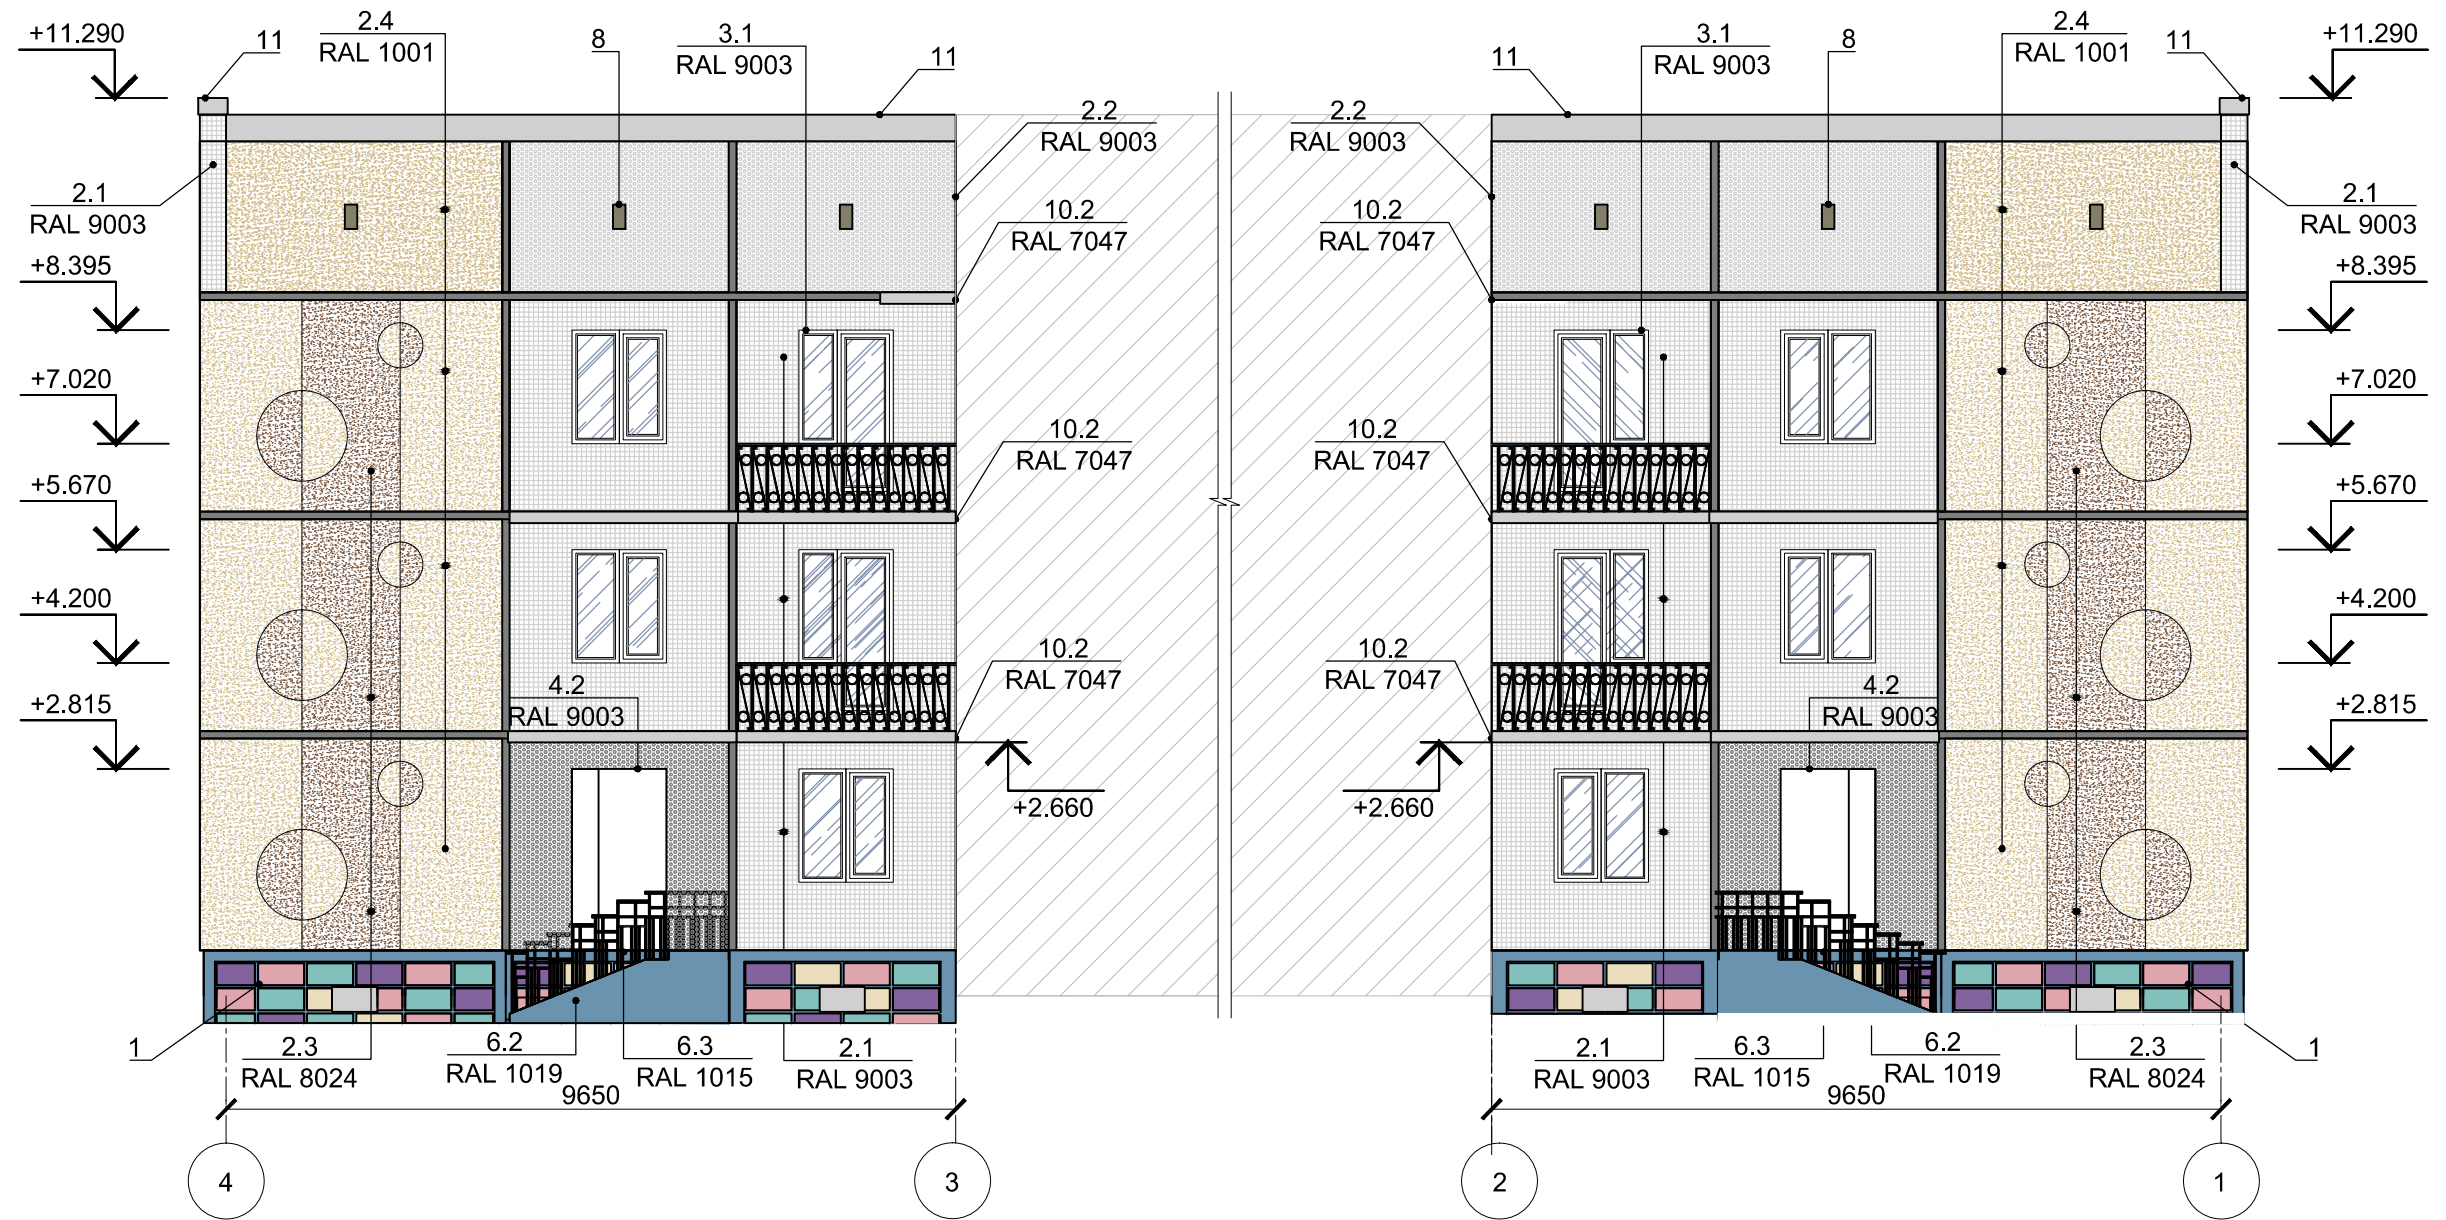 +11.290
11
2.4
RAL 1001
8
3.1
RAL 9003
11
11
3.1
RAL 9003
8
2.4
RAL 1001
11
+11.290
2.2
RAL 9003
2.2
RAL 9003
2.1
RAL 9003
10.2
RAL 7047
10.2
RAL 7047
2.1
RAL 9003
+8.395
+8.395
+7.020
+7.020
10.2
RAL 7047
10.2
RAL 7047
+5.670
+5.670
+4.200
+4.200
10.2
RAL 7047
10.2
RAL 7047
4.2
RAL 9003
4.2
RAL 9003
+2.815
+2.815
+2.660
+2.660
1
2.3
RAL 8024
6.2
RAL 1019
6.3
RAL 1015
2.1
RAL 9003
2.1
RAL 9003
6.3
RAL 1015
6.2
RAL 1019
2.3
RAL 8024
1
9650
9650
4
3
2
1